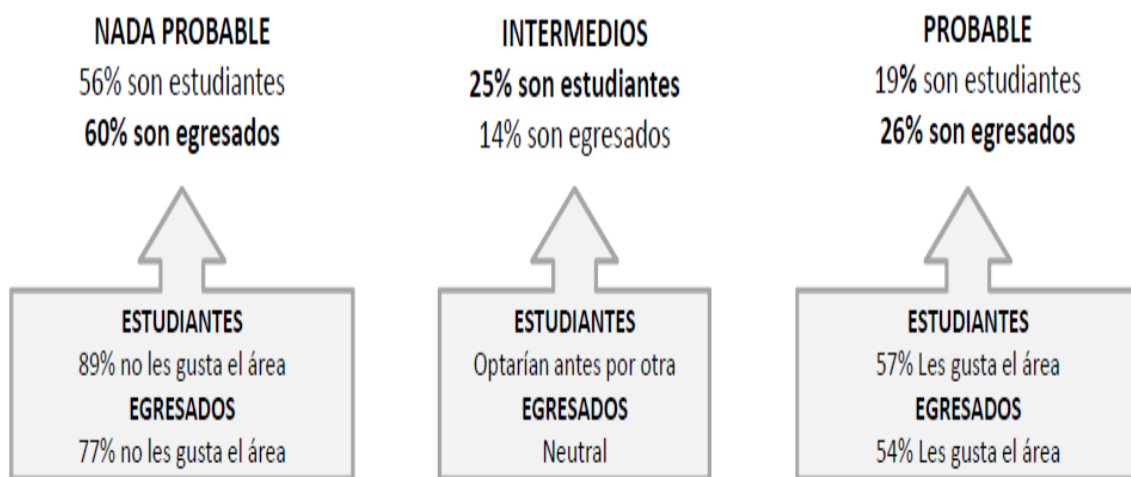 NADA PROBABLE
56% son estudiantes
60% son egresados
ESTUDIANTES
89% no les gusta el área
EGRESADOS
77% no les gusta el área
INTERMEDIOS
25% son estudiantes
14% son egresados
ESTUDIANTES
Optarían antes por otra
EGRESADOS
Neutral
PROBABLE
19% son estudiantes
26% son egresados
ESTUDIANTES
57% Les gusta el área
EGRESADOS
54% Les gusta el área